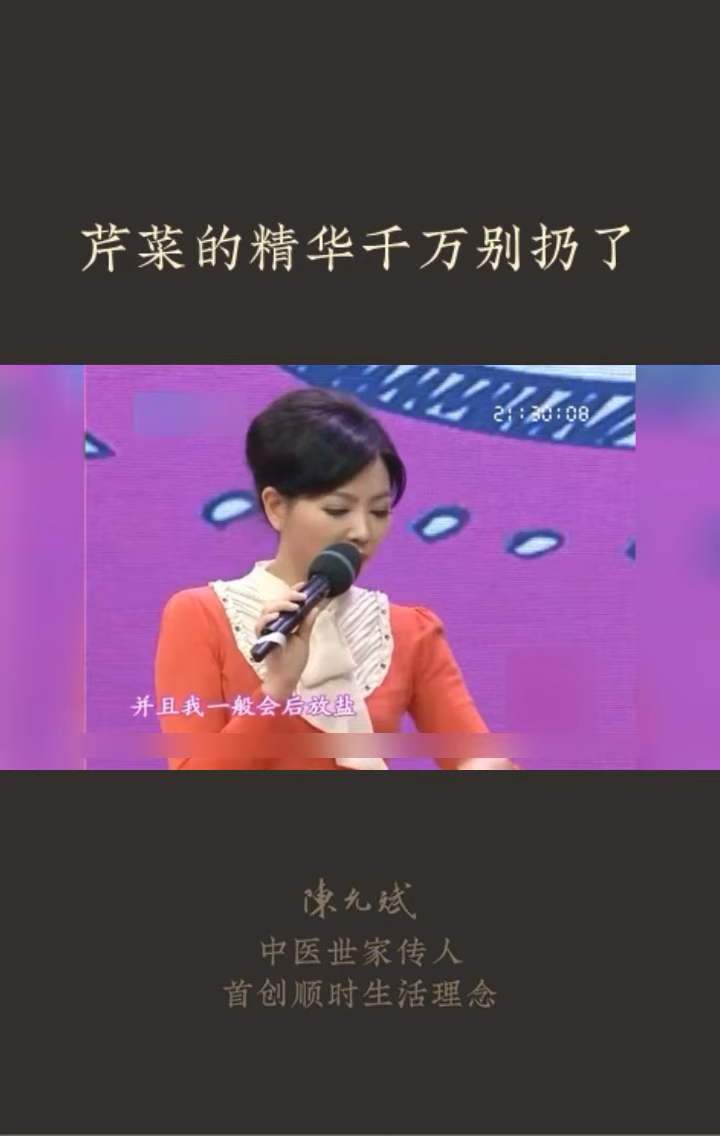 芹菜的精华千万别扔了
21:30:08
并且我一般会后放盐
陳允斌
中医世家传人
首创顺时生活理念